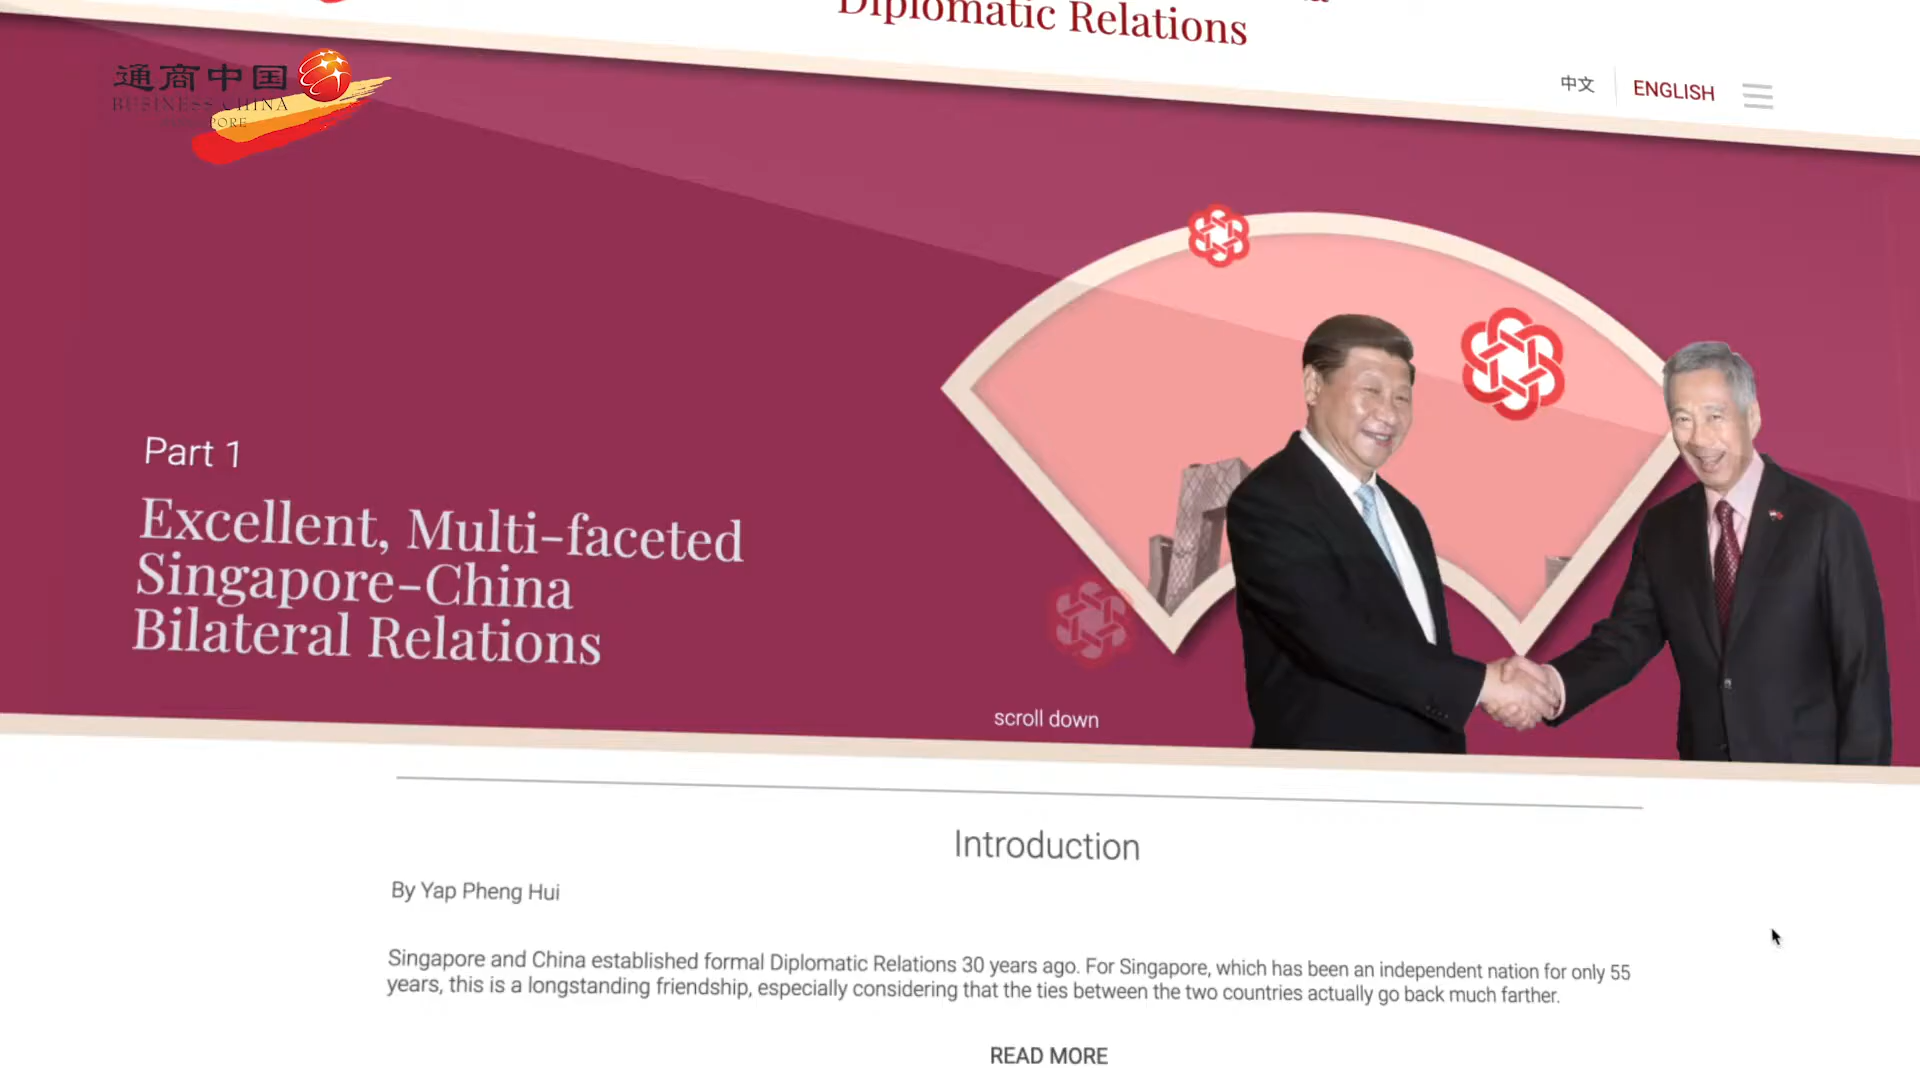 Diplomatic Relations
通商中国
BUSINESS CHINA
中文
ENGLISH
Part 1
Excellent, Multi-faceted
Singapore-China
Bilateral Relations
scroll down
Introduction
By Yap Pheng Hui
Singapore and China established formal Diplomatic Relations 30 years ago. For Singapore, which has been an independent nation for only 55
years, this is a longstanding friendship, especially considering that the ties between the two countries actually go back much farther.
READ MORE